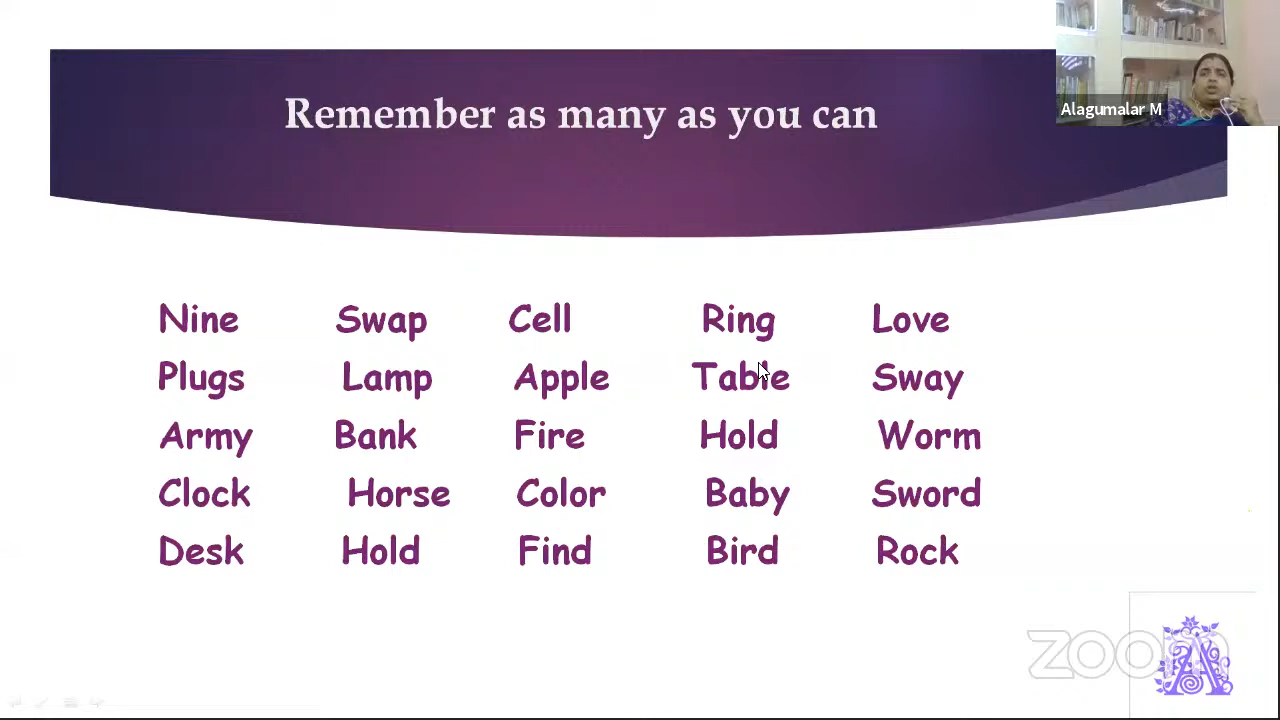 Remember as many as you can
Alagumalar M
Nine Swap Cell Ring Love
Plugs Lamp Apple Table Sway
Army Bank Fire Hold Worm
Clock Horse Color Baby Sword
Desk Hold Find Bird Rock
zoom
A